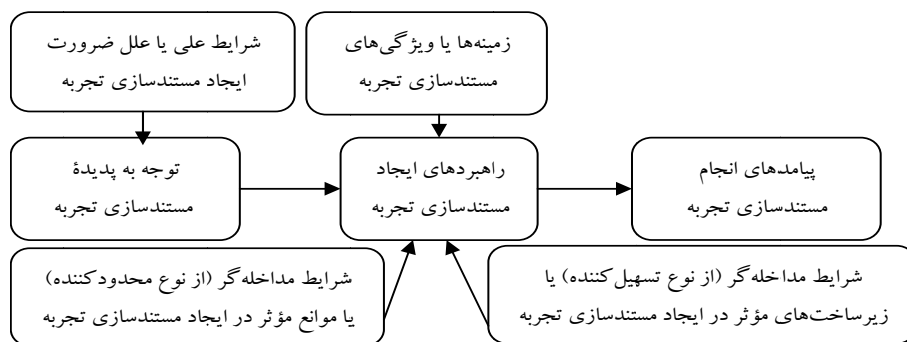 شرایط علی یا علل ضرورت
ایجاد مستندسازی تجربه
زمینه‌ها یا ویژگی‌های
مستندسازی تجربه
توجه به پدیدۀ
مستندسازی تجربه
راهبردهای ایجاد
مستندسازی تجربه
پیامدهای انجام
مستندسازی تجربه
شرایط مداخله‌گر (از نوع محدودکننده)
یا موانع مؤثر در ایجاد مستندسازی تجربه
شرایط مداخله‌گر (از نوع تسهیل‌کننده) یا
زیرساخت‌های مؤثر در ایجاد مستندسازی تجربه